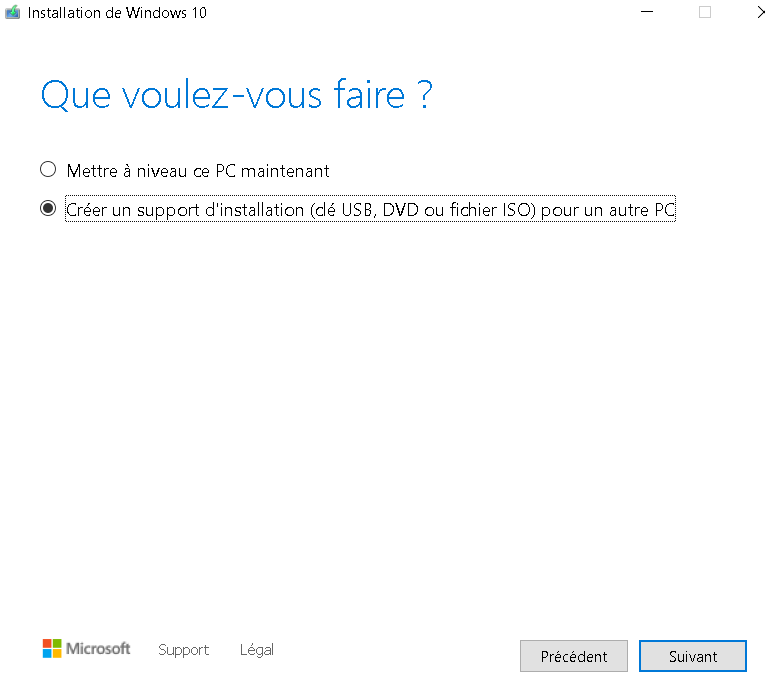 Installation de Windows 10
Que voulez-vous faire ?
Mettre à niveau ce PC maintenant
Créer un support d'installation (clé USB, DVD ou fichier ISO) pour un autre PC
Microsoft Support Légal
Précédent Suivant